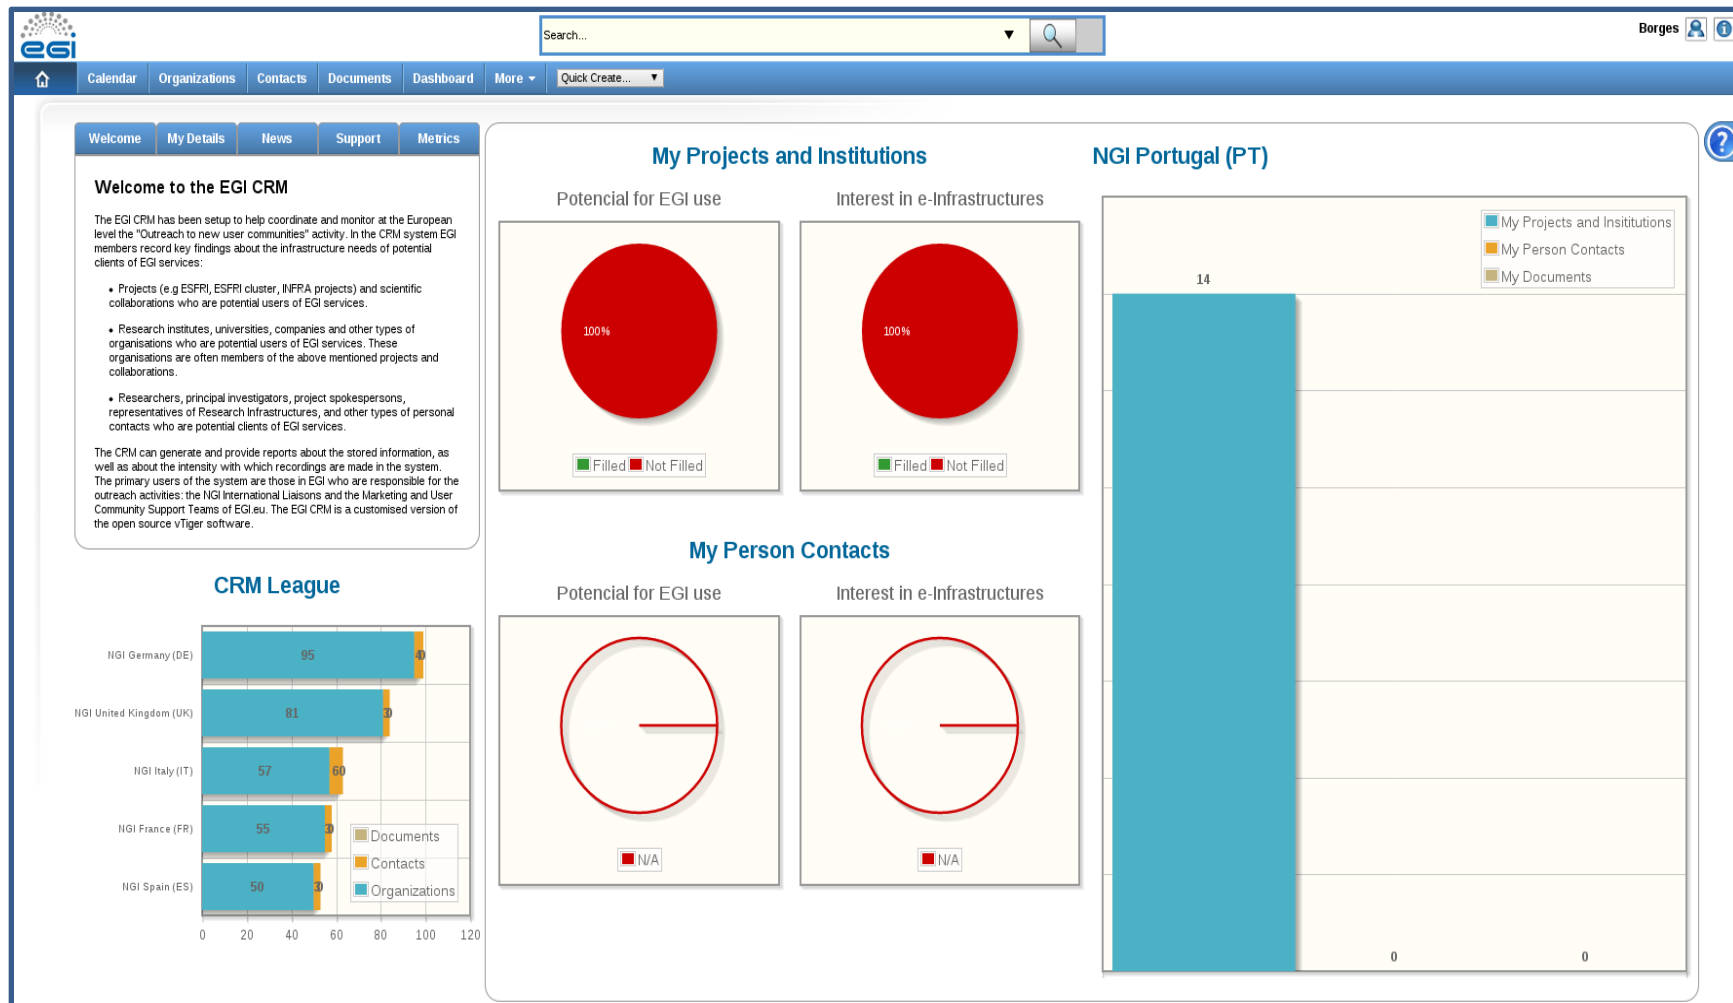 egi
Search...
Borges
Calendar Organizations Contacts Documents Dashboard More Quick Create...
Welcome My Details News Support Metrics
Welcome to the EGI CRM
The EGI CRM has been setup to help coordinate and monitor at the European
level the "Outreach to new user communities" activity. In the CRM system EGI
members record key findings about the infrastructure needs of potential
clients of EGI services:
• Projects (e.g ESFRI, ESFRI cluster, INFRA projects) and scientific
collaborations who are potential users of EGI services.
• Research institutes, universities, companies and other types of
organisations who are potential users of EGI services. These
organisations are often members of the above mentioned projects and
collaborations.
• Researchers, principal investigators, project spokespersons,
representatives of Research Infrastructures, and other types of personal
contacts who are potential clients of EGI services.
The CRM can generate and provide reports about the stored information, as
well as about the intensity with which recordings are made in the system.
The primary users of the system are those in EGI who are responsible for the
outreach activities: the NGI International Liaisons and the Marketing and User
Community Support Teams of EGI.eu. The EGI CRM is a customised version of
the open source vTiger software.
CRM League
NGI Germany (DE) 95 4 0
NGI United Kingdom (UK) 81 3 0
NGI Italy (IT) 57 6 0
NGI France (FR) 55 3 0
NGI Spain (ES) 50 3 0
Documents
Contacts
Organizations
0 20 40 60 80 100 120
My Projects and Institutions
Potencial for EGI use
100%
Filled Not Filled
Interest in e-Infrastructures
100%
Filled Not Filled
My Person Contacts
Potencial for EGI use
N/A
Interest in e-Infrastructures
N/A
NGI Portugal (PT)
My Projects and Insititutions
My Person Contacts
My Documents
14
0 0
?